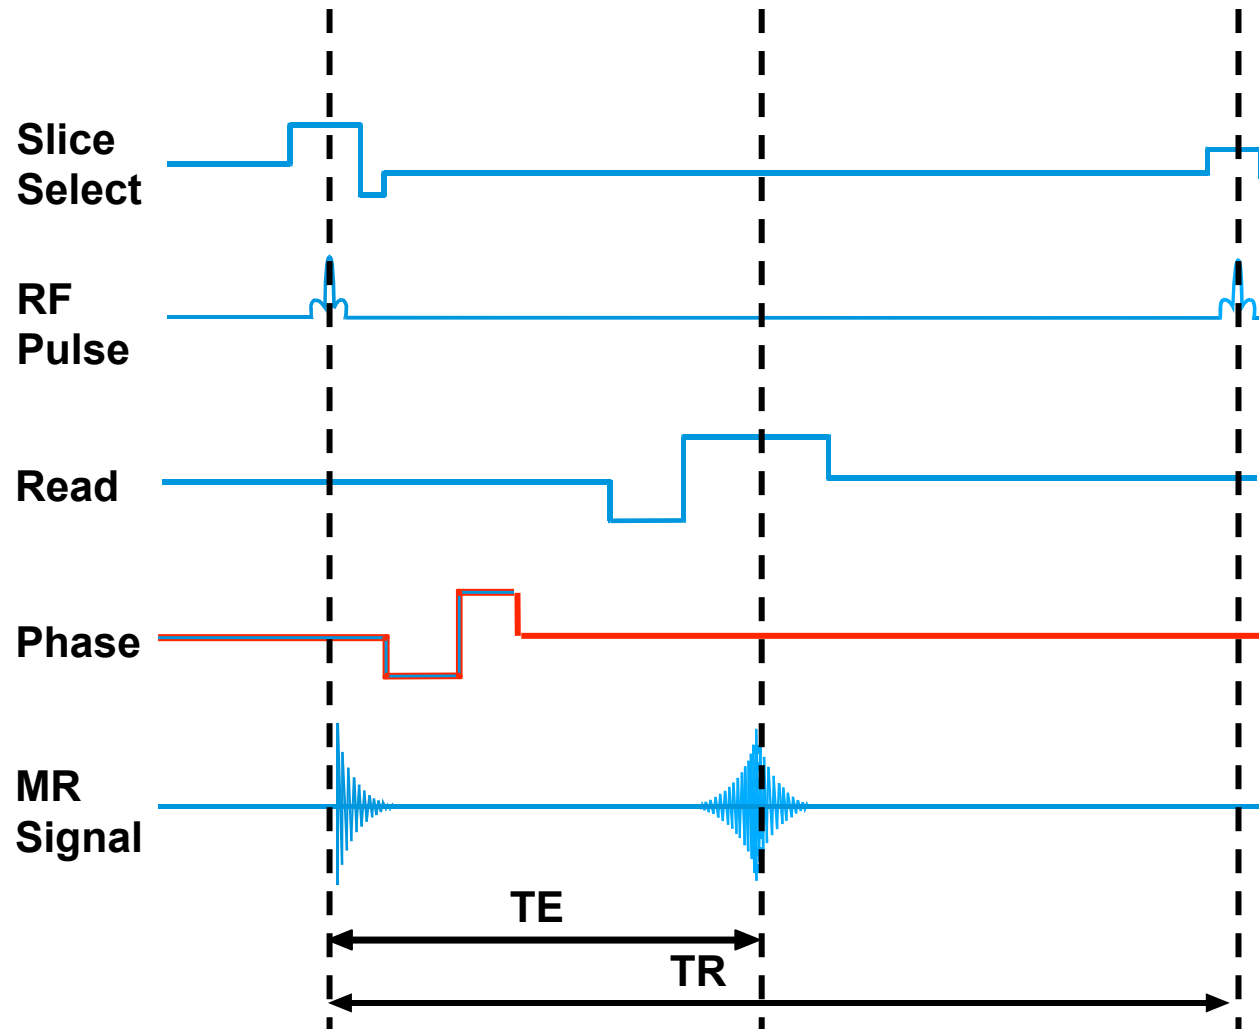 Slice
Select
RF
Pulse
Read
Phase
MR
Signal
TE
TR